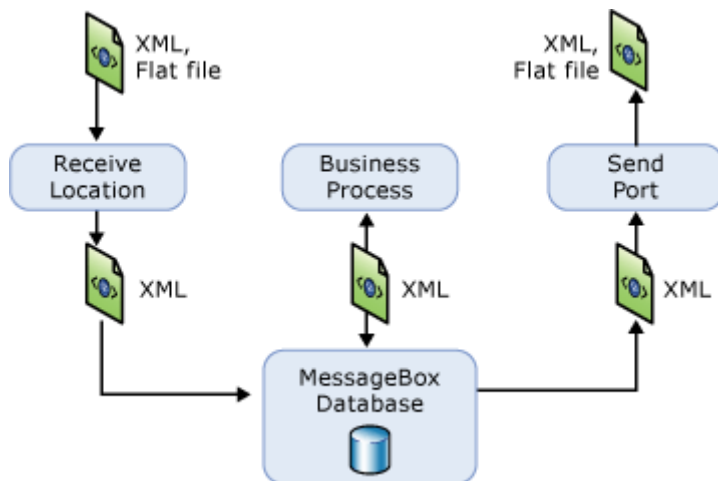 XML,
Flat file
XML,
Flat file
Receive
Location
Business
Process
Send
Port
XML
XML
XML
MessageBox
Database